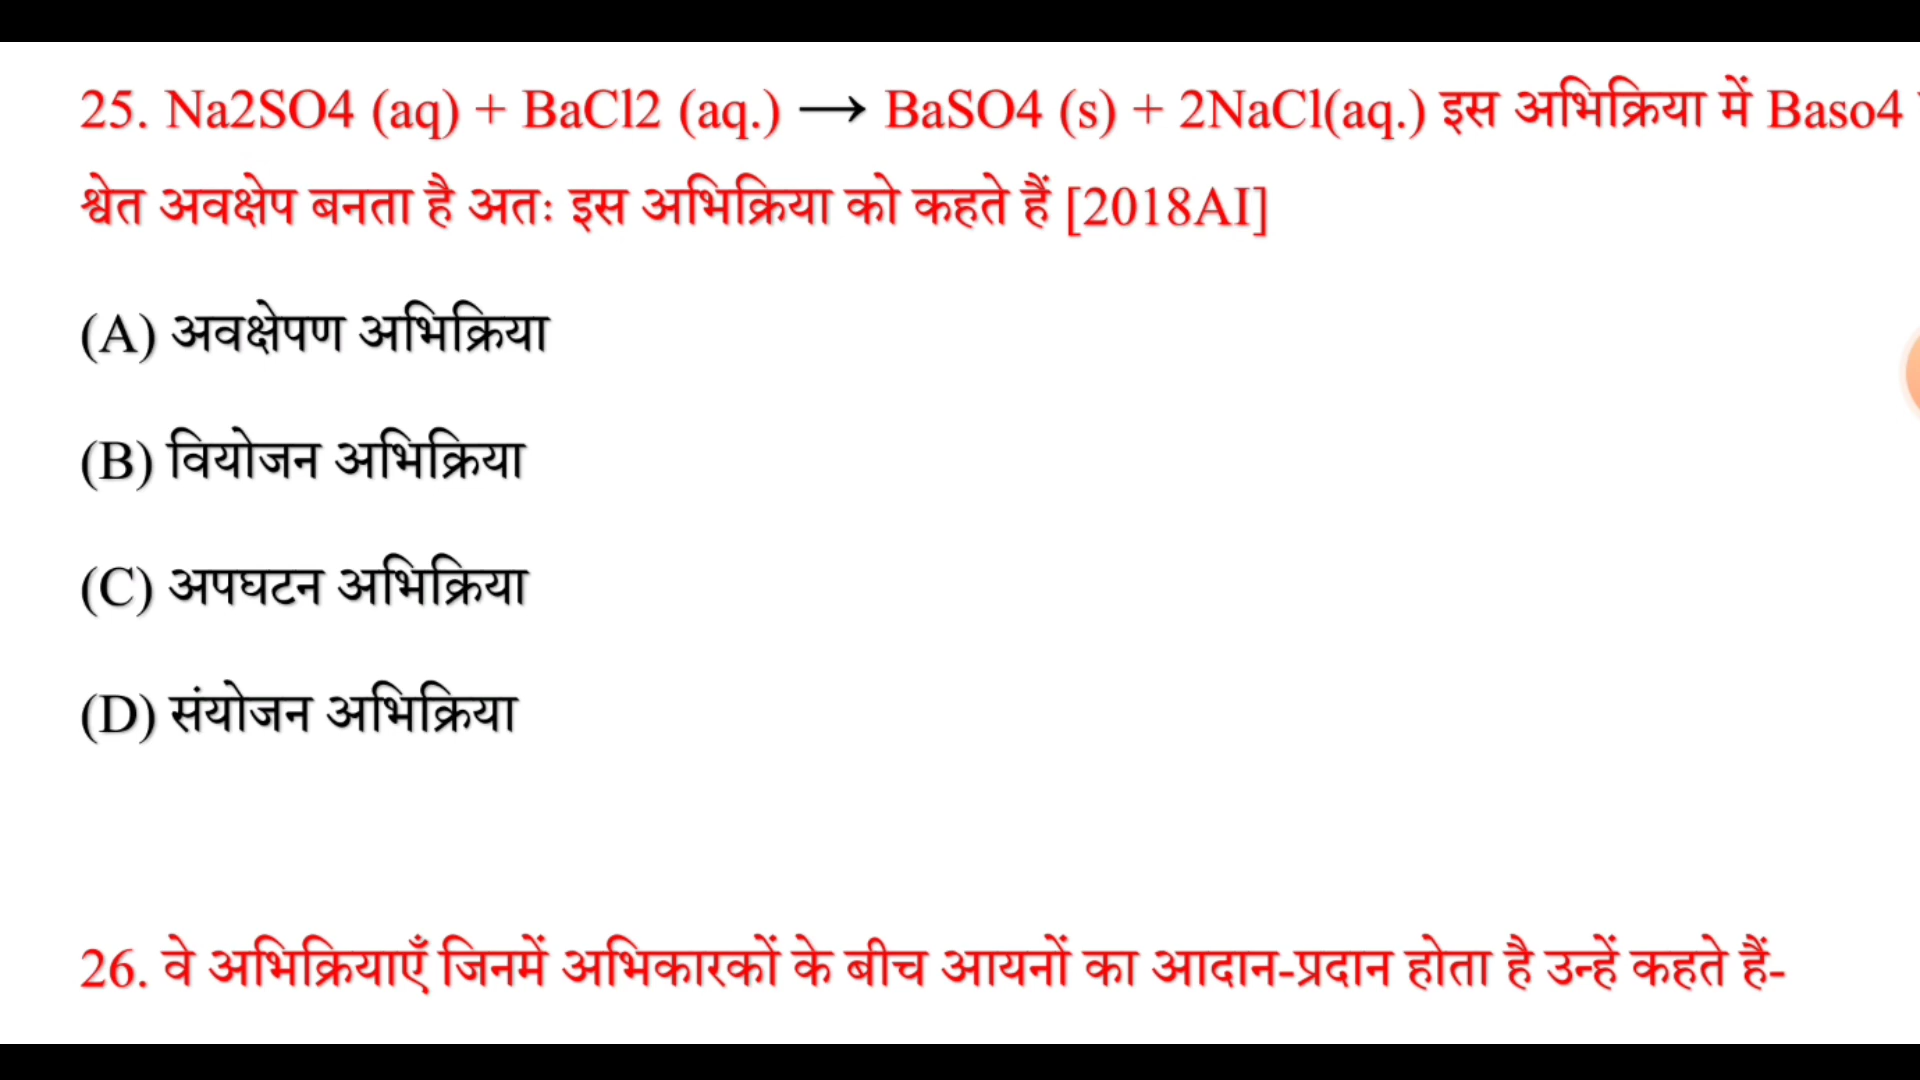 25. Na2SO4 (aq) + BaCl2 (aq.) ⟶ BaSO4 (s) + 2NaCl(aq.) इस अभिक्रिया में Baso4
श्वेत अवक्षेप बनता है अतः इस अभिक्रिया को कहते हैं [2018AI]
(A) अवक्षेपण अभिक्रिया
(B) वियोजन अभिक्रिया
(C) अपघटन अभिक्रिया
(D) संयोजन अभिक्रिया
26. वे अभिक्रियाएँ जिनमें अभिकारकों के बीच आयनों का आदान-प्रदान होता है उन्हें कहते हैं-